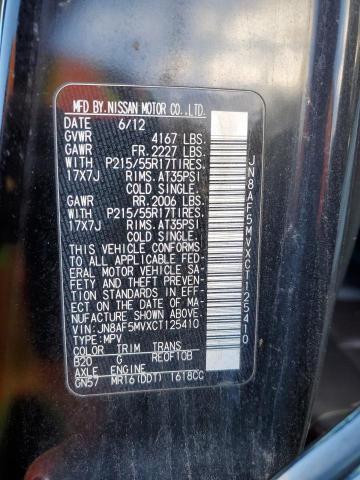 MFD BY.NISSAN MOTOR CO.,LTD.
DATE 6/12
GVWR 4167 LBS.
GAWR FR.2227 LBS.
WITH P215/55R17TIRES.
17X7J RIMS.AT35PSI
COLD SINGLE.
GAWR RR.2006 LBS.
WITH P215/55R17TIRES.
17X7J RIMS.AT35PSI
COLD SINGLE.
THIS VEHICLE CONFORMS
TO ALL APPLICABLE FED-
ERAL MOTOR VEHICLE SA-
FETY AND THEFT PREVEN-
TION STANDARDS IN EFF-
ECT ON THE DATE OF MA-
NUFACTURE SHOWN ABOVE.
VIN:JN8AF5MVXCT125410
TYPE:MPV
COLOR TRIM TRANS
B20 G RE0F10B
AXLE ENGINE
GN57 MR16(DDT) 1618CC
JN8AF5MVXCT125410